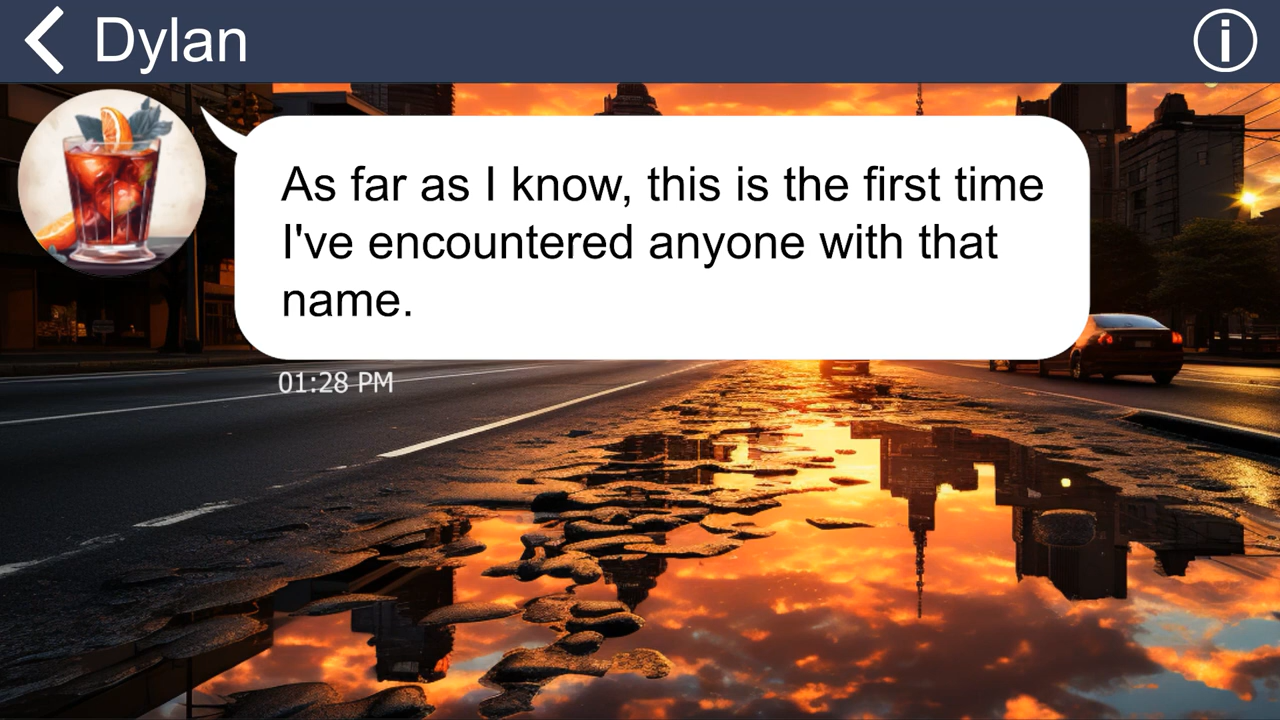 Dylan
As far as I know, this is the first time
I've encountered anyone with that
name.
01:28 PM